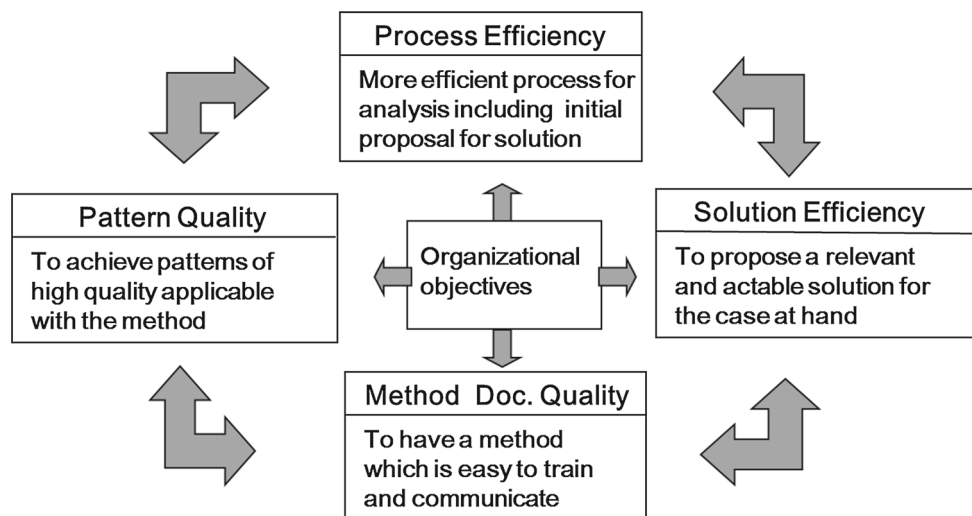 Process Efficiency
More efficient process for
analysis including initial
proposal for solution
Pattern Quality
To achieve patterns of
high quality applicable
with the method
Organizational
objectives
Solution Efficiency
To propose a relevant
and actable solution for
the case at hand
Method Doc. Quality
To have a method
which is easy to train
and communicate